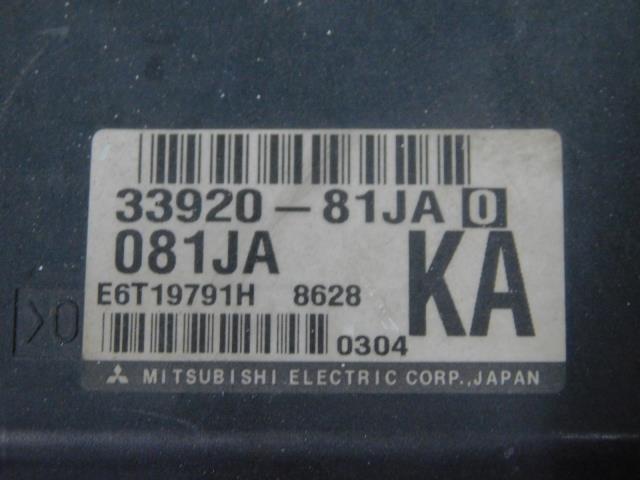 33920-81JA 0
081JA
KA
E6T19791H 8628
0304
MITSUBISHI ELECTRIC CORP., JAPAN
>O